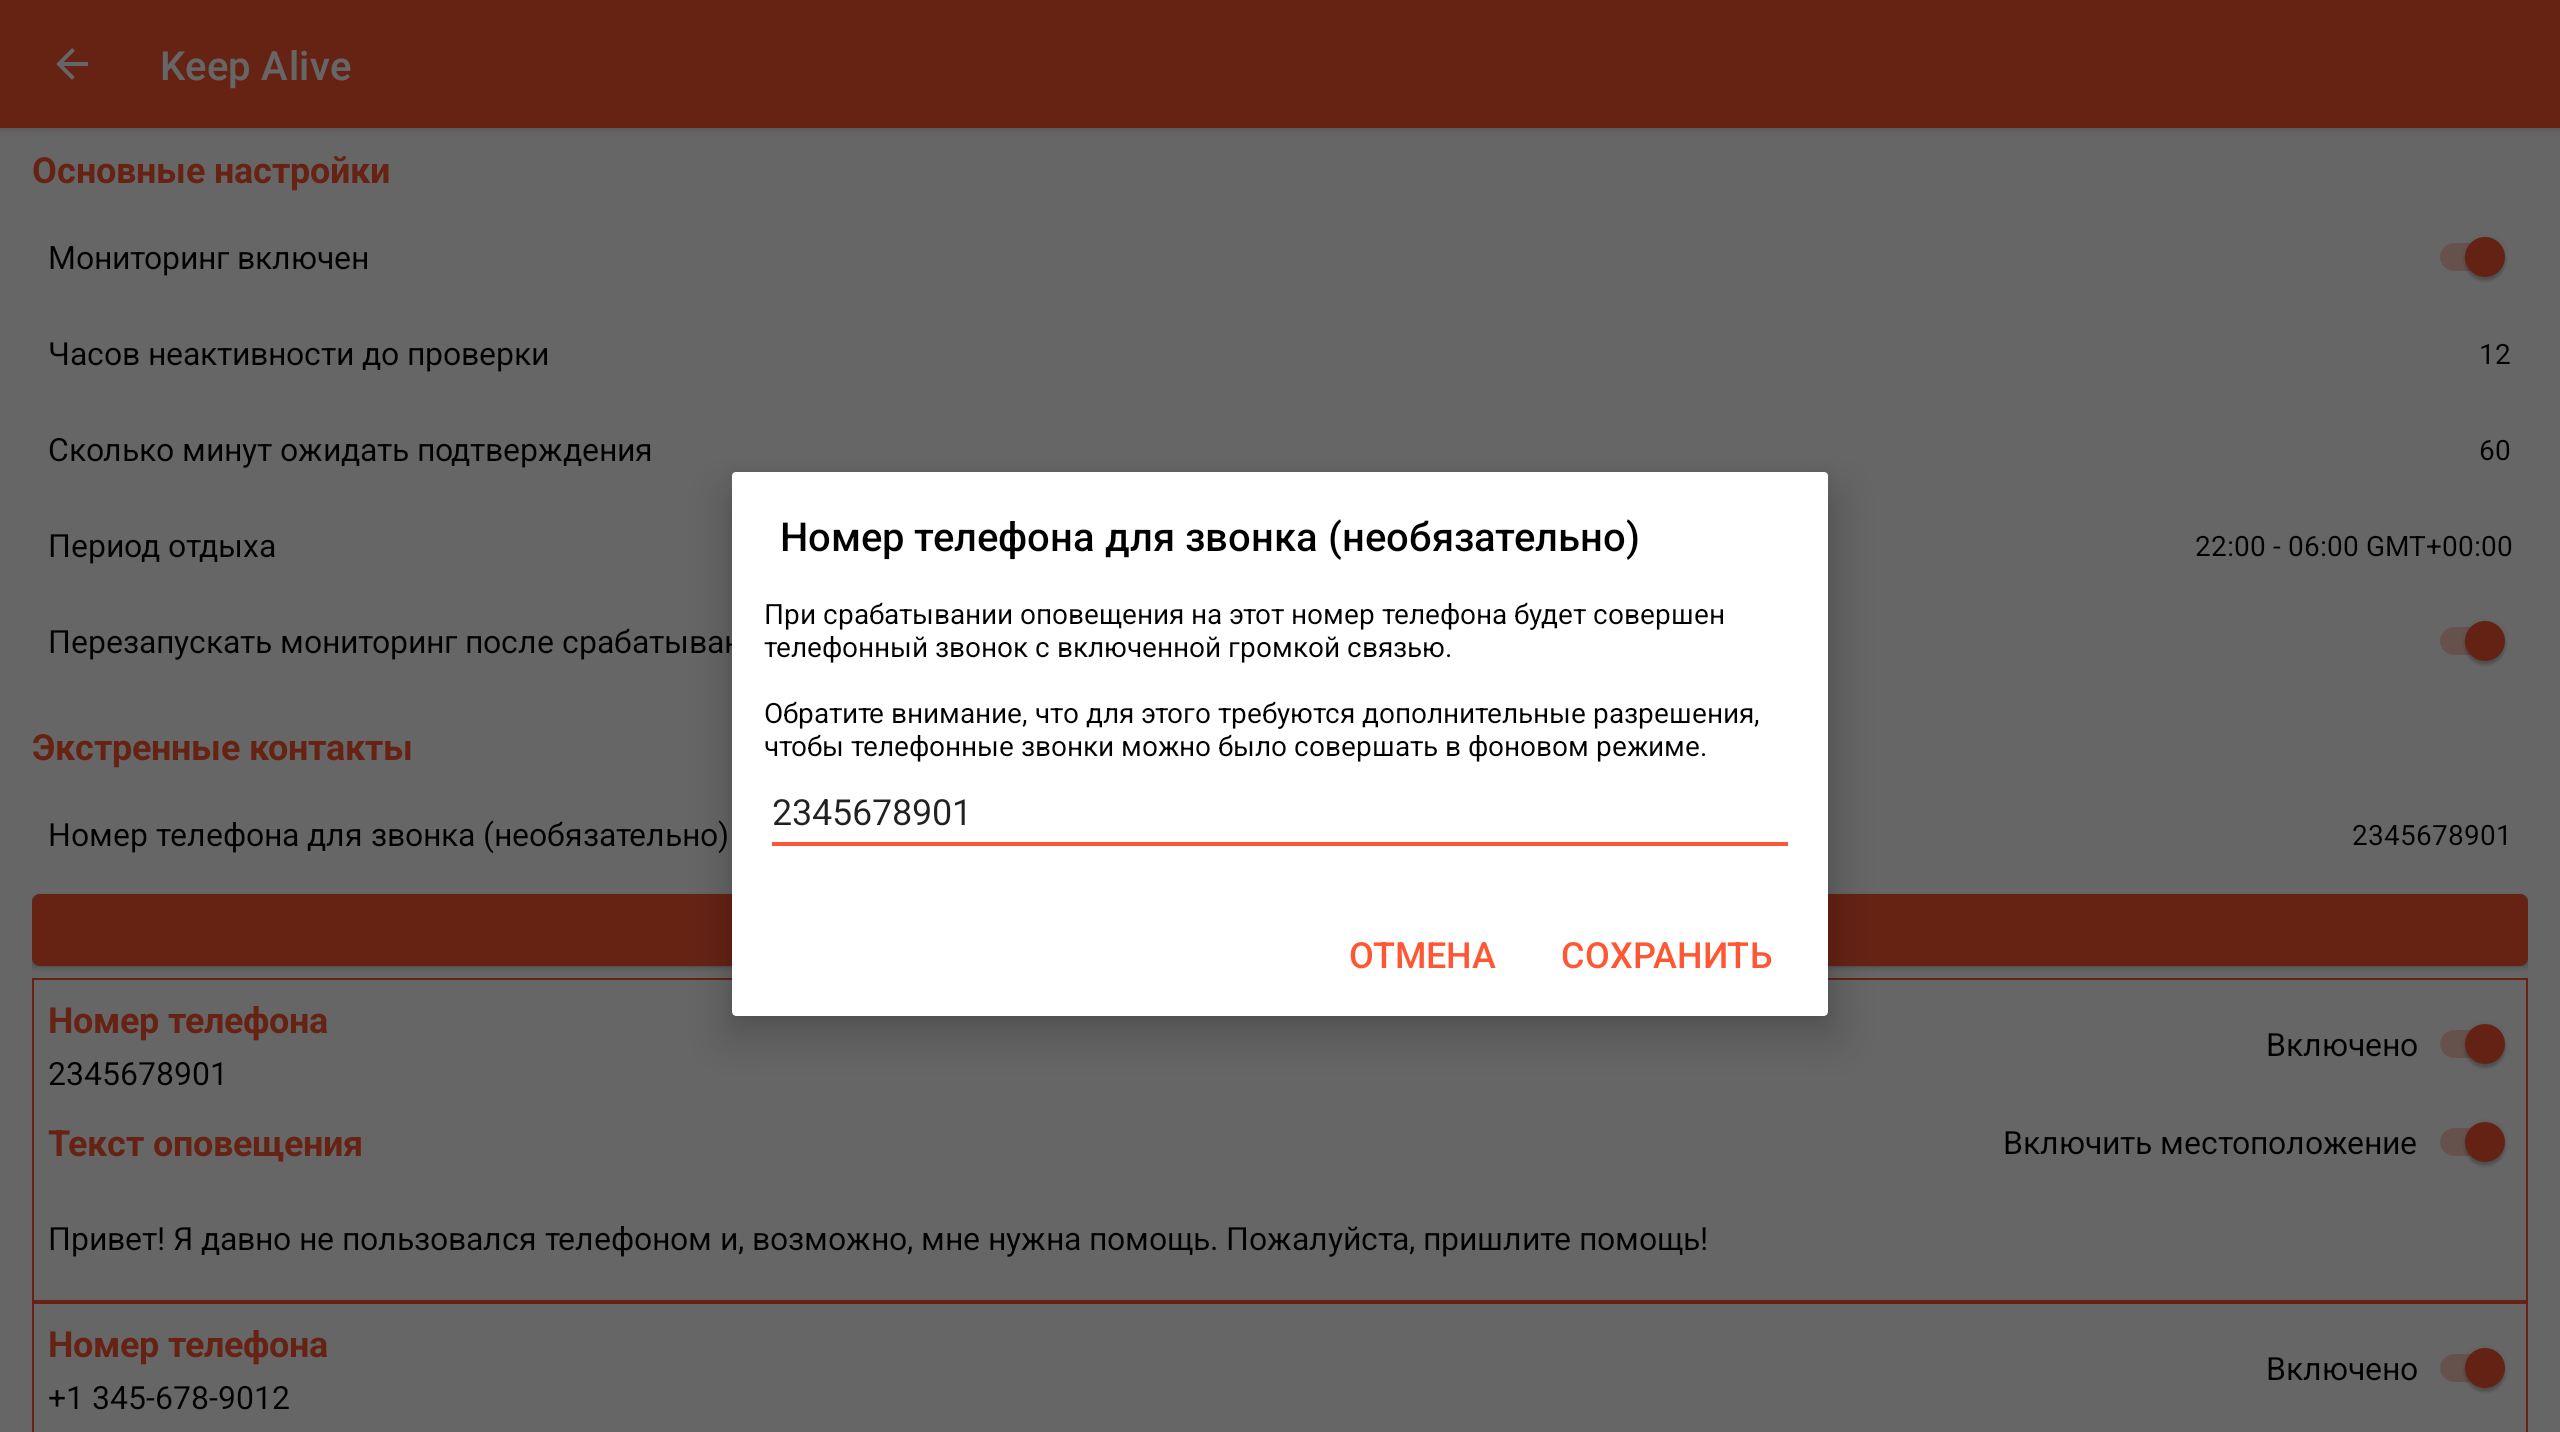 Keep Alive
Основные настройки
Мониторинг включен
Часов неактивности до проверки 12
Сколько минут ожидать подтверждения 60
Период отдыха 22:00 - 06:00 GMT+00:00
Перезапускать мониторинг после
Экстренные контакты
Номер телефона для звонка (необязательно) 2345678901
Номер телефона для звонка (необязательно)
При срабатывании оповещения на этот номер телефона будет совершен
телефонный звонок с включенной громкой связью.
Обратите внимание, что для этого требуются дополнительные разрешения,
чтобы телефонные звонки можно было совершать в фоновом режиме.
2345678901
ОТМЕНА СОХРАНИТЬ
Номер телефона
2345678901
Включено
Текст оповещения
Включить местоположение
Привет! Я давно не пользовался телефоном и, возможно, мне нужна помощь. Пожалуйста, пришлите помощь!
Номер телефона
+1 345-678-9012
Включено